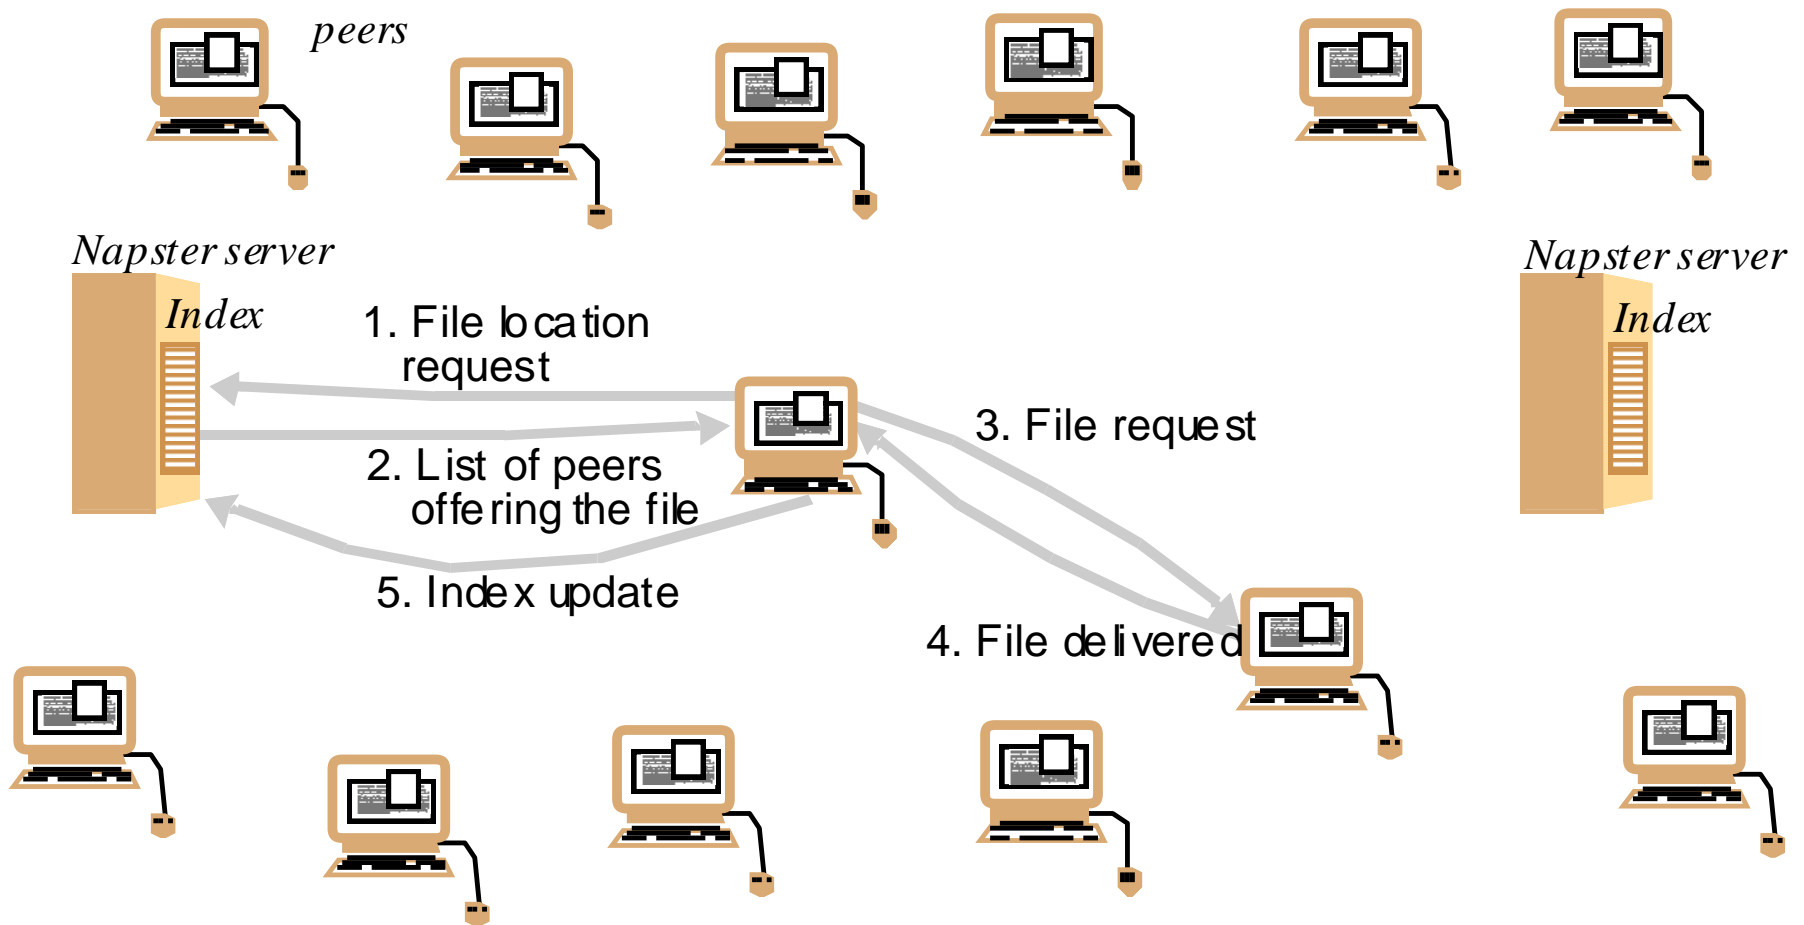 peers
Napster server
Index
Napster server
Index
1. File location
request
2. List of peers
offering the file
3. File request
5. Index update
4. File delivered